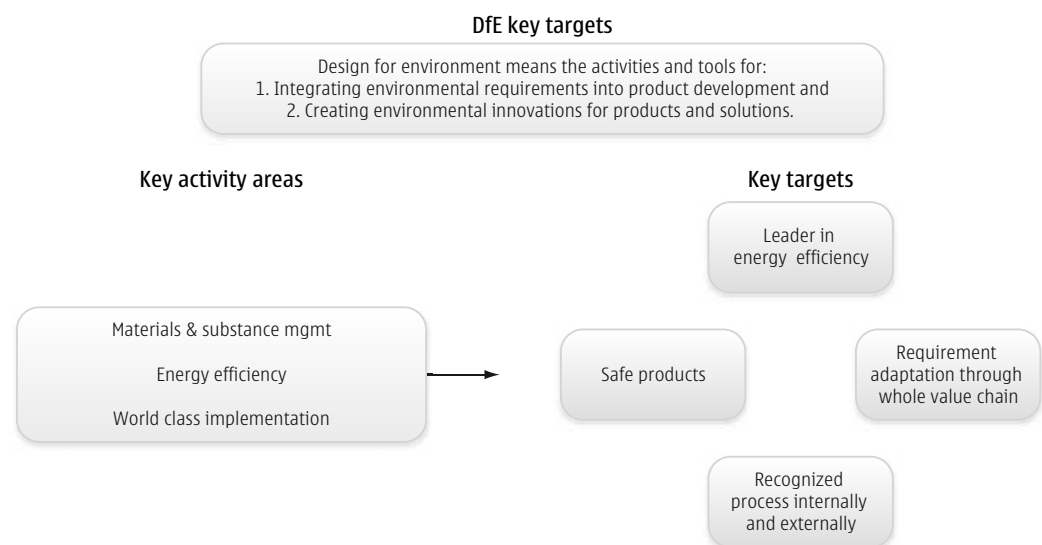 DfE key targets
Design for environment means the activities and tools for:
1. Integrating environmental requirements into product development and
2. Creating environmental innovations for products and solutions.
Key activity areas
Materials & substance mgmt
Energy efficiency
World class implementation
Key targets
Leader in
energy efficiency
Safe products
Requirement
adaptation through
whole value chain
Recognized
process internally
and externally